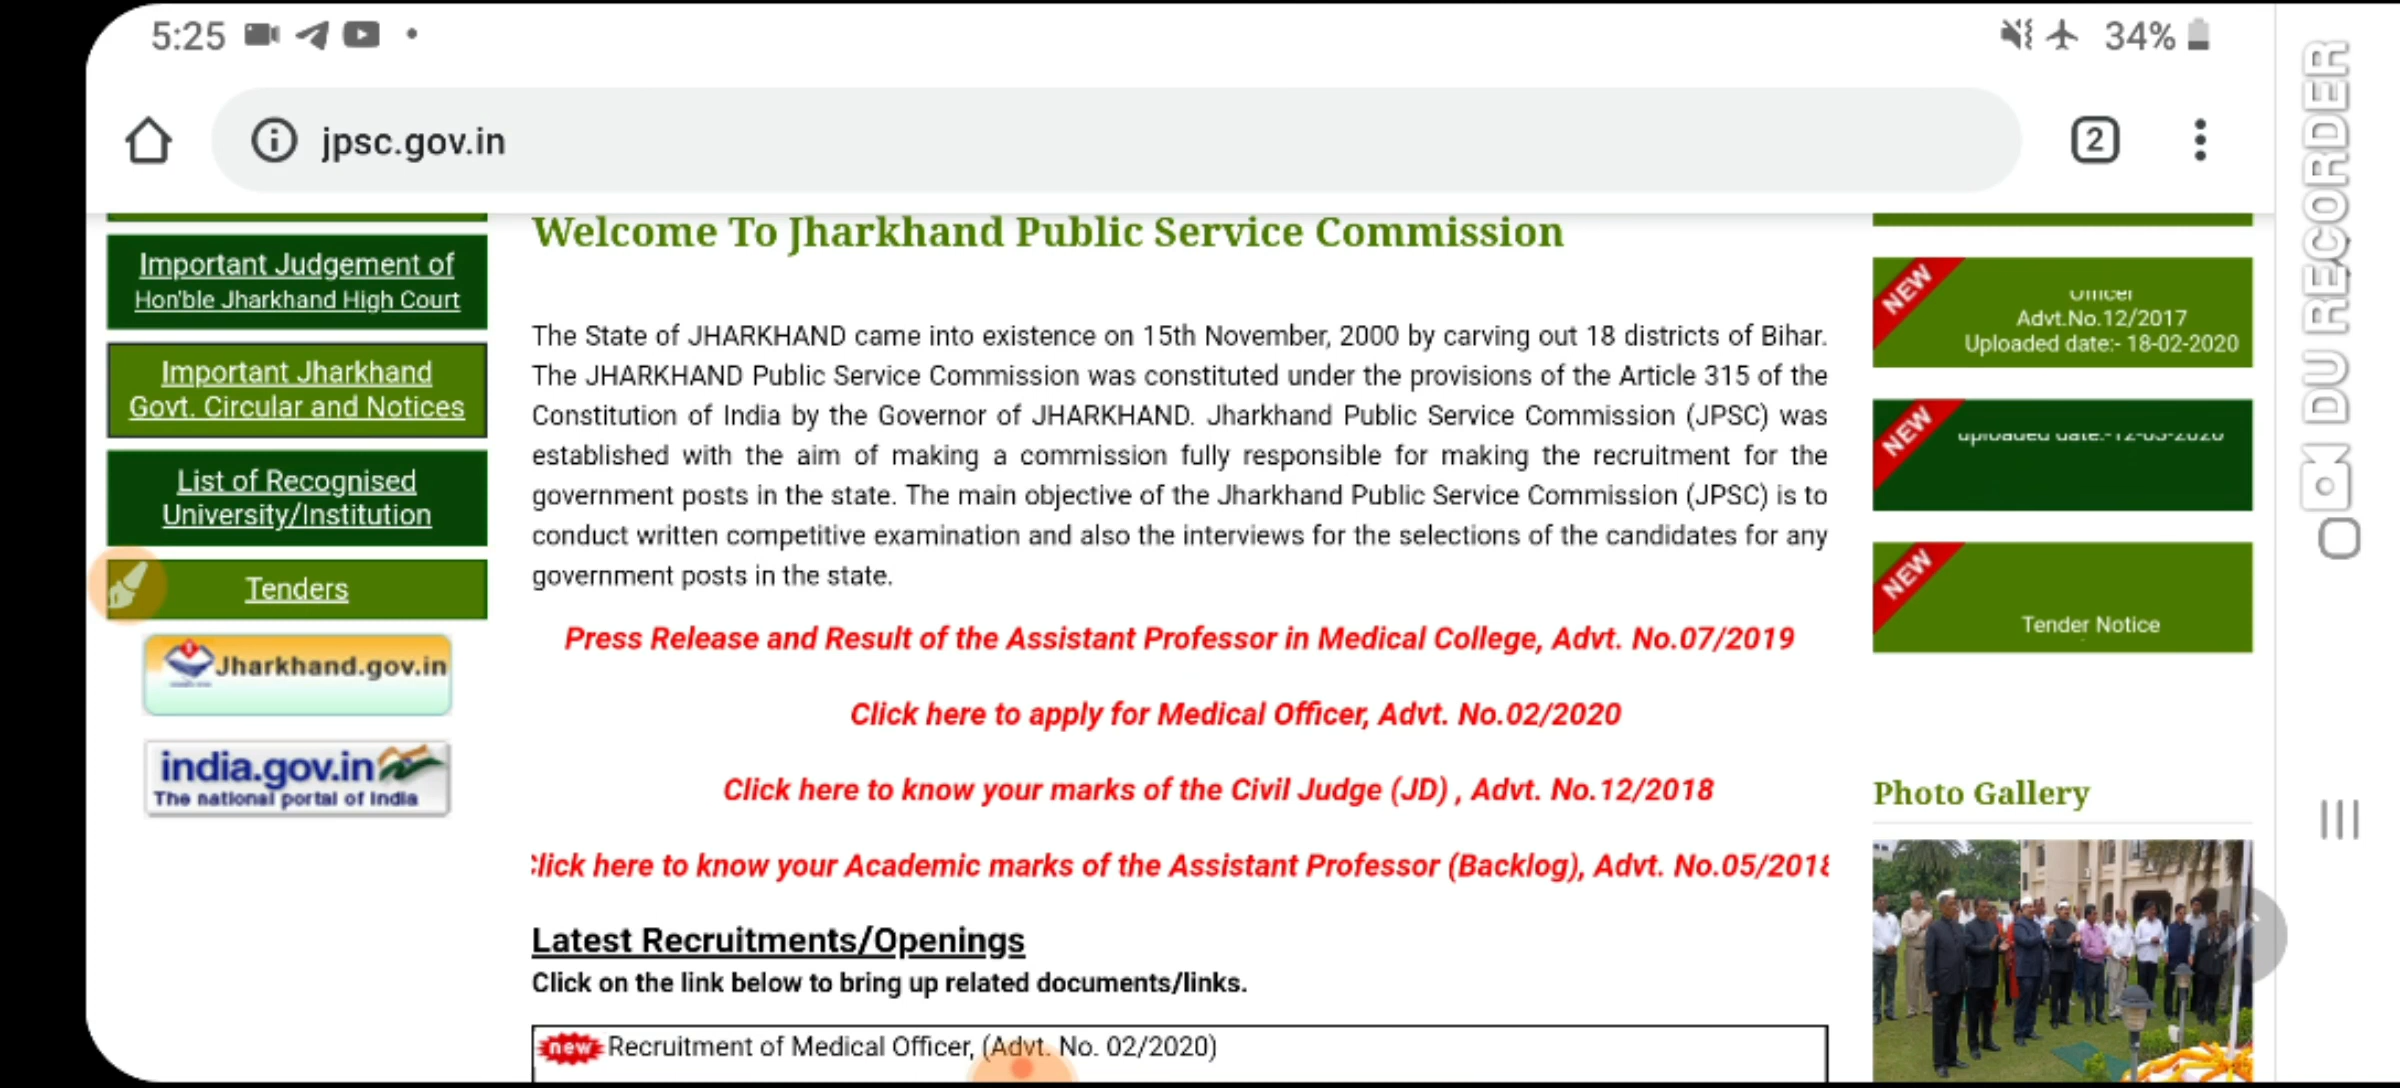 5:25
34%
jpsc.gov.in
2
Welcome To Jharkhand Public Service Commission
Important Judgement of
Hon'ble Jharkhand High Court
Important Jharkhand
Govt. Circular and Notices
List of Recognised
University/Institution
Tenders
Jharkhand.gov.in
india.gov.in
The national portal of India
The State of JHARKHAND came into existence on 15th November, 2000 by carving out 18 districts of Bihar.
The JHARKHAND Public Service Commission was constituted under the provisions of the Article 315 of the
Constitution of India by the Governor of JHARKHAND. Jharkhand Public Service Commission (JPSC) was
established with the aim of making a commission fully responsible for making the recruitment for the
government posts in the state. The main objective of the Jharkhand Public Service Commission (JPSC) is to
conduct written competitive examination and also the interviews for the selections of the candidates for any
government posts in the state.
Press Release and Result of the Assistant Professor in Medical College, Advt. No.07/2019
Click here to apply for Medical Officer, Advt. No.02/2020
Click here to know your marks of the Civil Judge (JD) , Advt. No.12/2018
Click here to know your Academic marks of the Assistant Professor (Backlog), Advt. No.05/2018
Latest Recruitments/Openings
Click on the link below to bring up related documents/links.
new Recruitment of Medical Officer, (Advt. No. 02/2020)
NEW
Officer
Advt.No.12/2017
Uploaded date:- 18-02-2020
NEW
uploaded date:-12-03-2020
NEW
Tender Notice
Photo Gallery
DU RECORDER